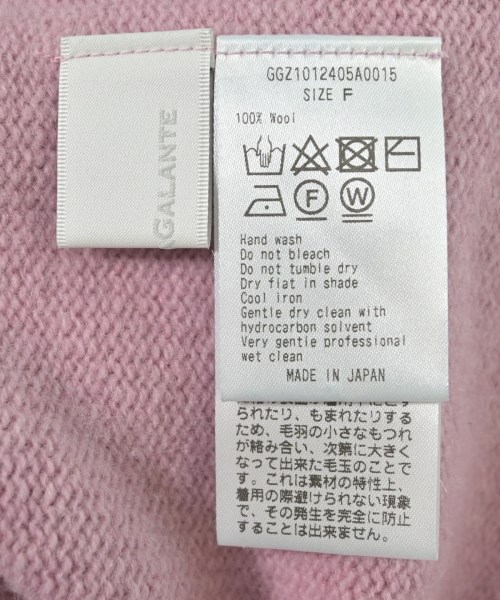 AGALANTE
GGZ1012405A0015
SIZE F
100% Wool
F W
Hand wash
Do not bleach
Do not tumble dry
Dry flat in shade
Cool iron
Gentle dry clean with
hydrocarbon solvent
Very gentle professional
wet clean
MADE IN JAPAN
られたり、もまれたりする
ため、毛羽の小さなもつれ
が絡み合い、次第に大きく
なって出来た毛玉のことで
す。これは素材の特性上、
着用の際避けられない現象
で、その発生を完全に防止
することは出来ません。